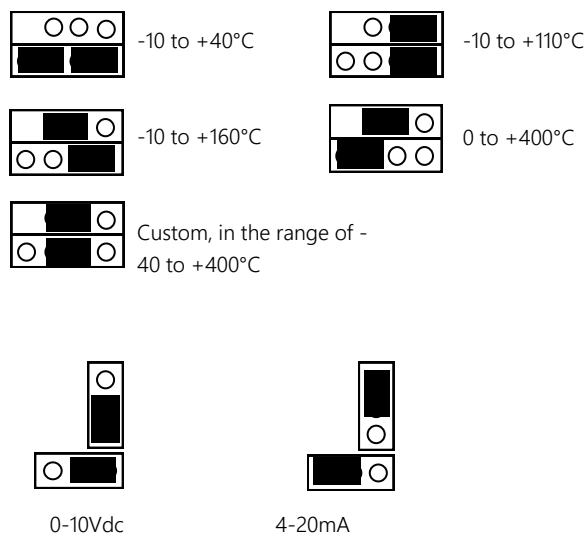 -10 to +40°C
-10 to +110°C
-10 to +160°C
0 to +400°C
Custom, in the range of -
40 to +400°C
0-10Vdc
4-20mA